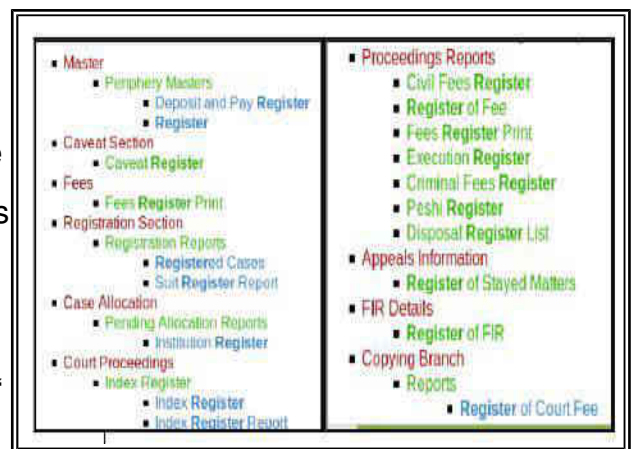 Master
Periphery Masters
Deposit and Pay Register
Register
Caveat Section
Caveat Register
Fees
Fees Register Print
Registration Section
Registration Reports
Registered Cases
Suit Register Report
Case Allocation
Pending Allocation Reports
Institution Register
Court Proceedings
Index Register
Index Register
Index Register Report
Proceedings Reports
Civil Fees Register
Register of Fee
Fees Register Print
Execution Register
Criminal Fees Register
Peshi Register
Disposal Register List
Appeals Information
Register of Stayed Matters
FIR Details
Register of FIR
Copying Branch
Reports
Register of Court Fee